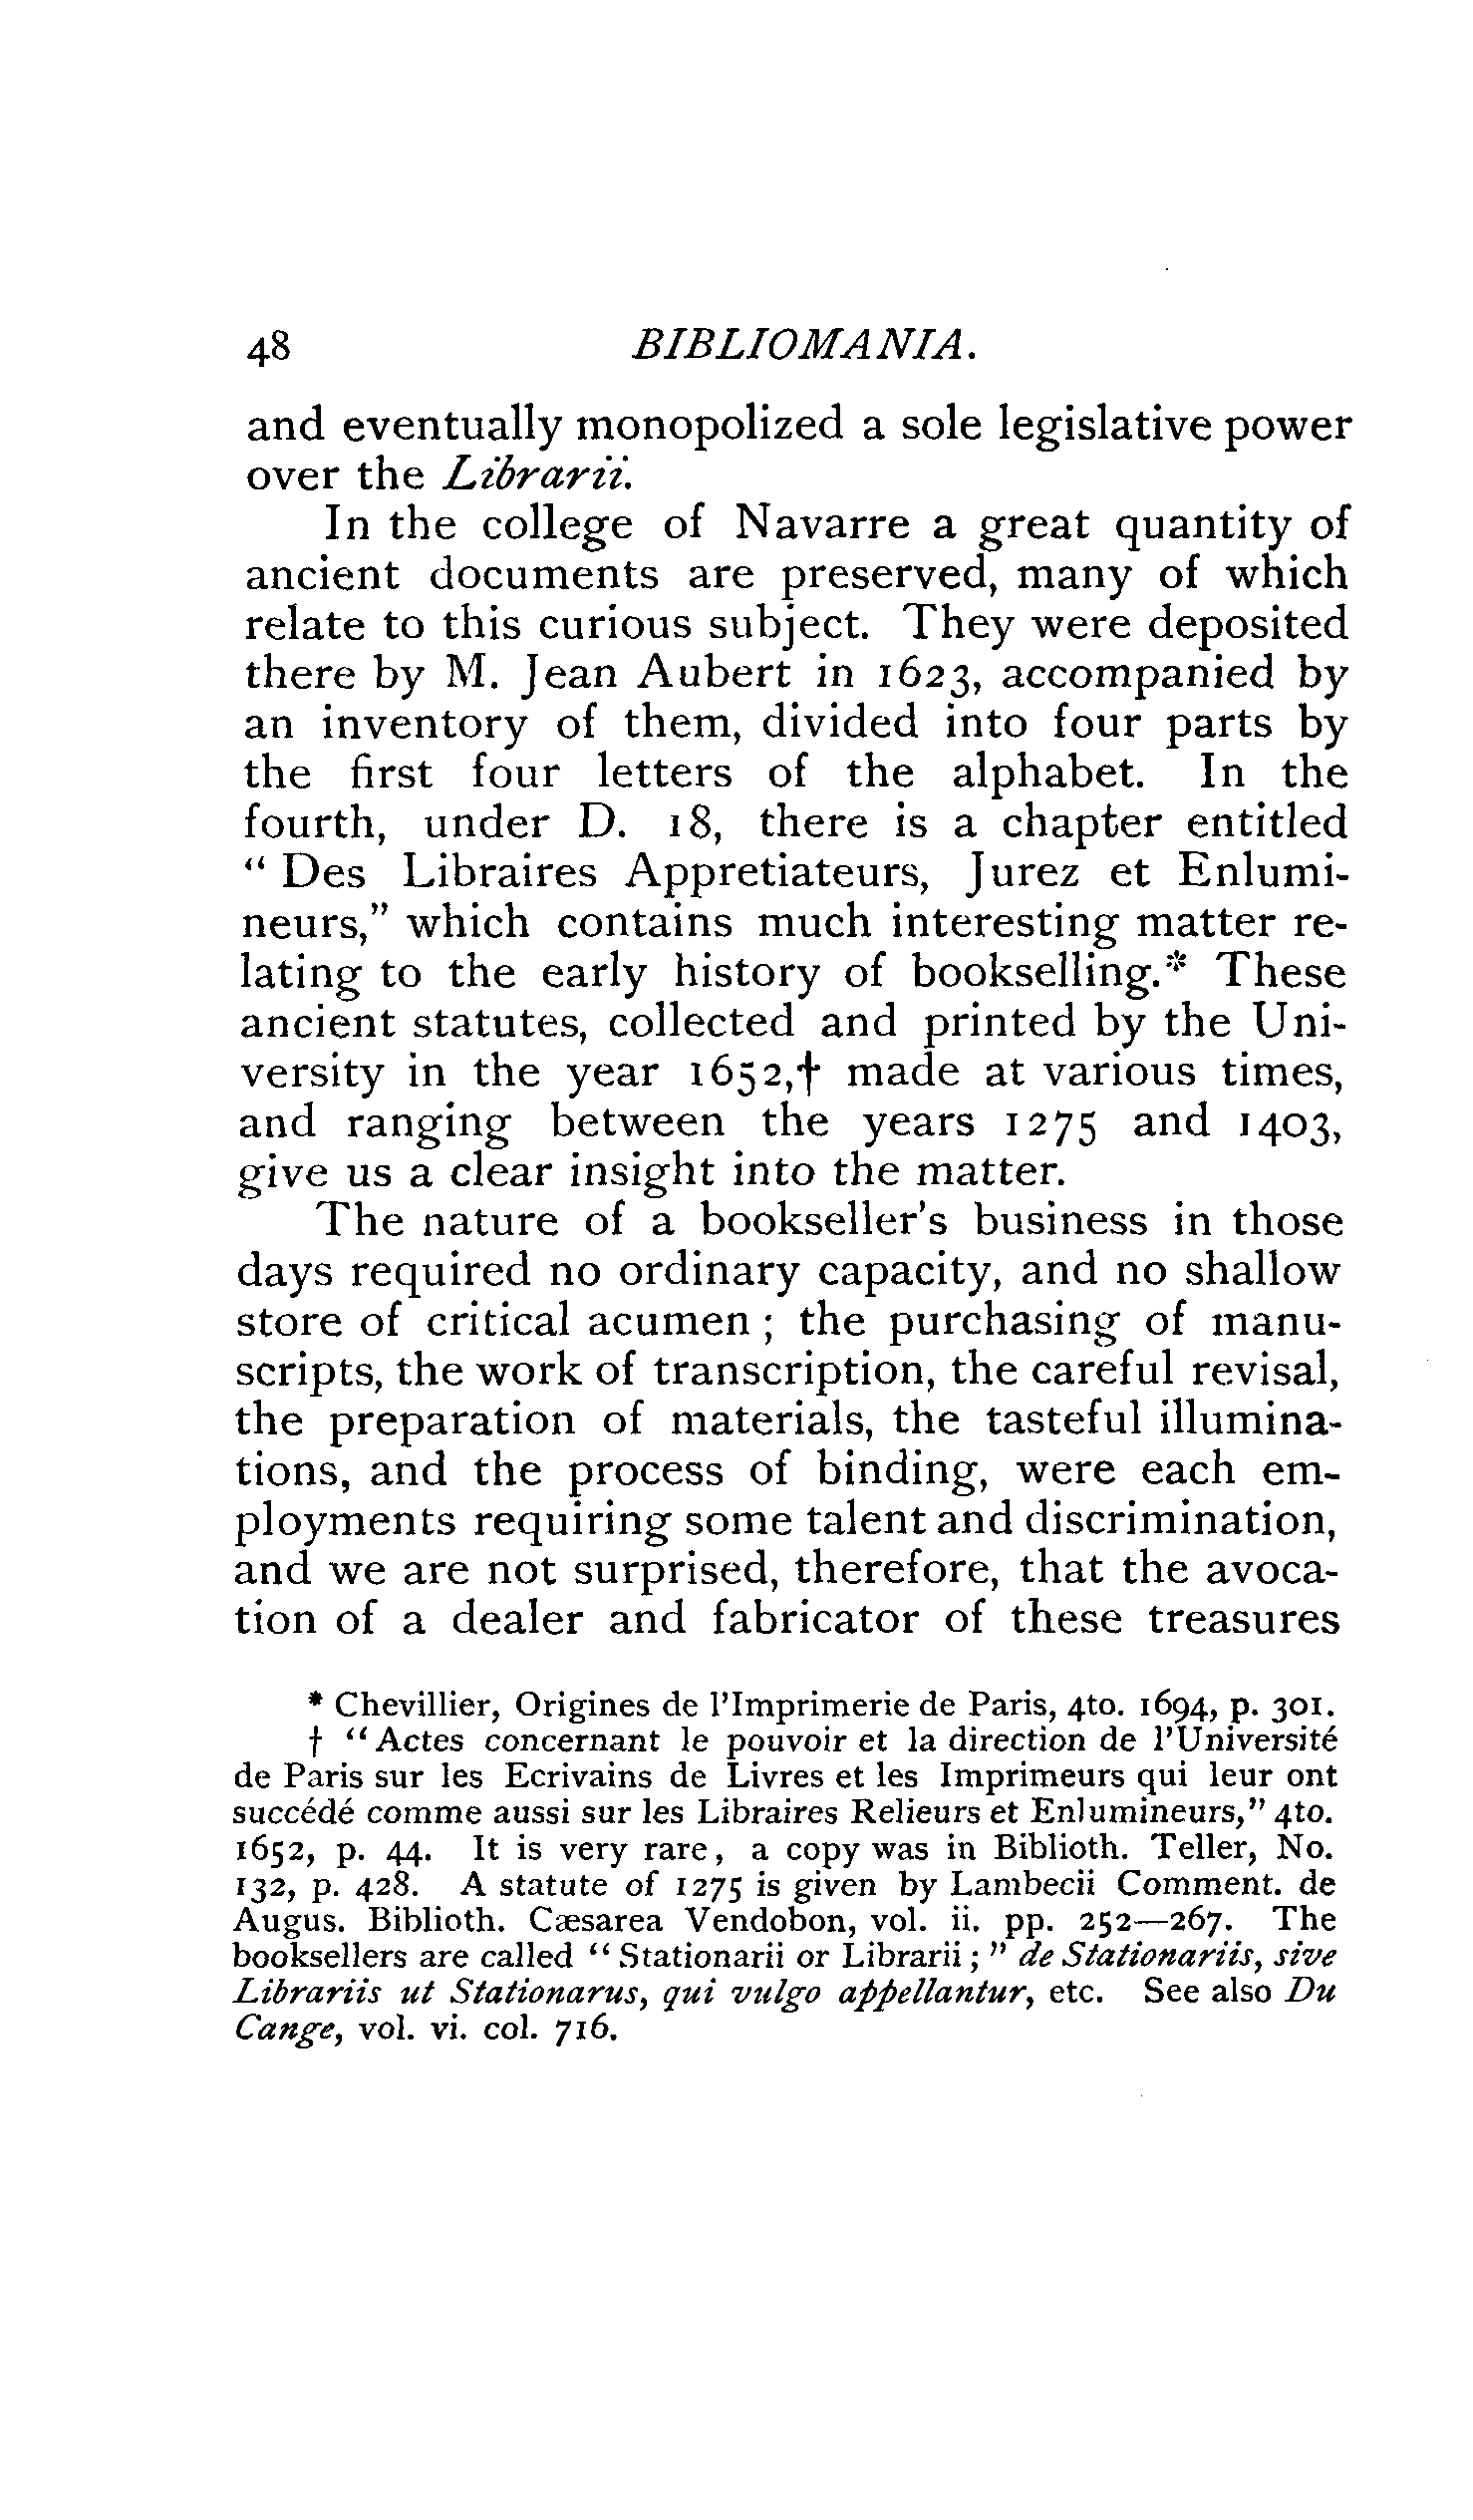 48 BIBLIOMANIA.
and eventually monopolized a sole legislative power
over the Librarii.
In the college of Navarre a great quantity of
ancient documents are preserved, many of which
relate to this curious subject. They were deposited
there by M. Jean Aubert in 1623, accompanied by
an inventory of them, divided into four parts by
the first four letters of the alphabet. In the
fourth, under D. 18, there is a chapter entitled
“ Des Libraires Appretiateurs, Jurez et Enlumi-
neurs,” which contains much interesting matter re-
lating to the early history of bookselling.* These
ancient statutes, collected and printed by the Uni-
versity in the year 1652,† made at various times,
and ranging between the years 1275 and 1403,
give us a clear insight into the matter.
The nature of a bookseller's business in those
days required no ordinary capacity, and no shallow
store of critical acumen ; the purchasing of manu-
scripts, the work of transcription, the careful revisal,
the preparation of materials, the tasteful illumina-
tions, and the process of binding, were each em-
ployments requiring some talent and discrimination,
and we are not surprised, therefore, that the avoca-
tion of a dealer and fabricator of these treasures
* Chevillier, Origines de l'Imprimerie de Paris, 4to. 1694, p. 301.
† “ Actes concernant le pouvoir et la direction de l'Université
de Paris sur les Ecrivains de Livres et les Imprimeurs qui leur ont
succédé comme aussi sur les Libraires Relieurs et Enlumineurs,” 4to.
1652, p. 44. It is very rare, a copy was in Biblioth. Teller, No.
132, p. 428. A statute of 1275 is given by Lambecii Comment. de
Augus. Biblioth. Cæsarea Vendobon, vol. ii. pp. 252—267. The
booksellers are called “ Stationarii or Librarii ; ” de Stationariis, sive
Librariis ut Stationarus, qui vulgo appellantur, etc. See also Du
Cange, vol. vi. col. 716.